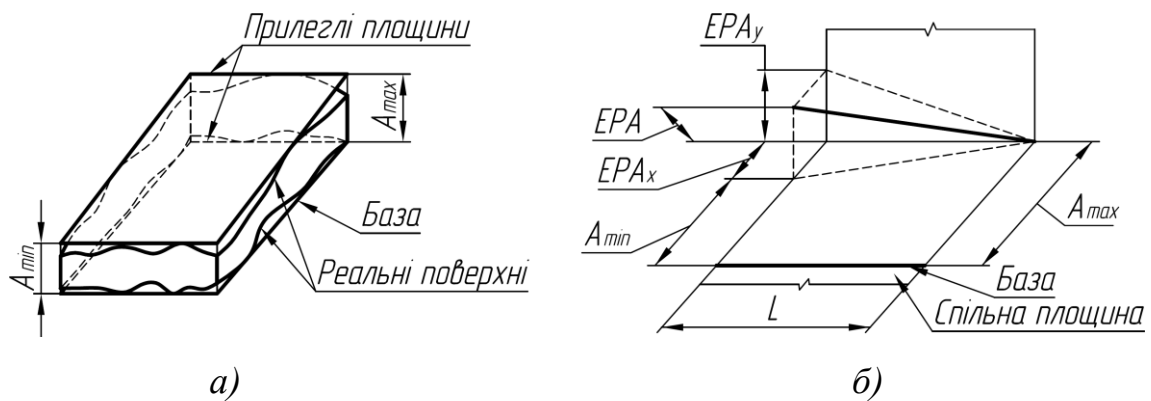 Прилеглі площини
Amax
Amin
База
Реальні поверхні
а)
EPAy
EPA
EPAx
Amin
Amax
L
База
Спільна площина
б)